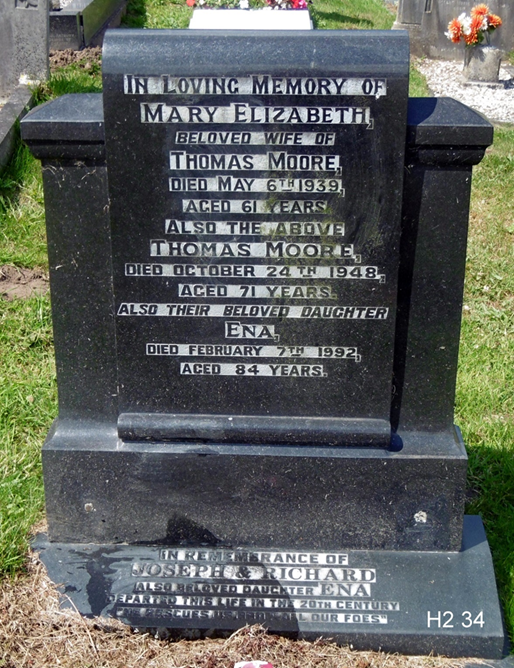 IN LOVING MEMORY OF
MARY ELIZABETH,
BELOVED WIFE OF
THOMAS MOORE,
DIED MAY 6TH 1939,
AGED 61 YEARS
ALSO THE ABOVE
THOMAS MOORE,
DIED OCTOBER 24TH 1948,
AGED 71 YEARS.
ALSO THEIR BELOVED DAUGHTER
ENA,
DIED FEBRUARY 7TH 1992,
AGED 84 YEARS.
IN REMEMBRANCE OF
JOSEPH & RICHARD
ALSO BELOVED DAUGHTER ENA
DEPARTED THIS LIFE IN THE 20TH CENTURY
RESCUES US FROM ALL OUR FOES"
H2 34